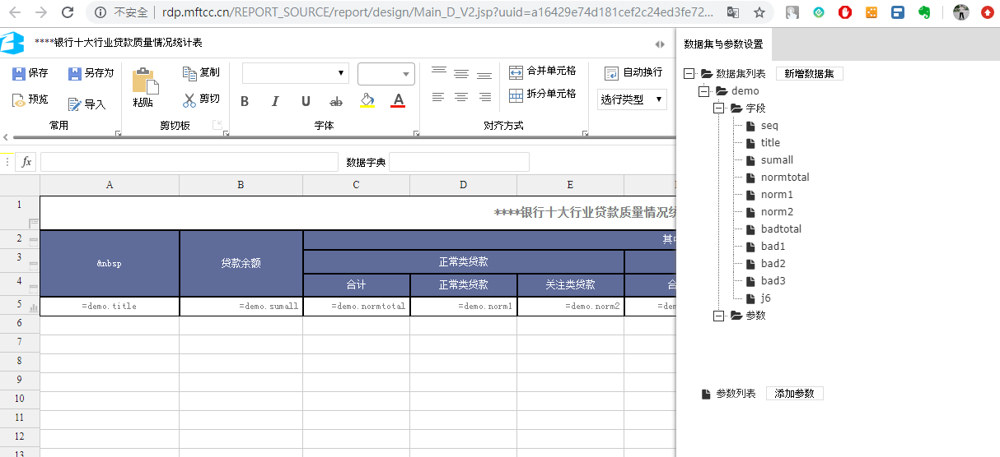 不安全 rdp.mftcc.cn/REPORT_SOURCE/report/design/Main_D_V2.jsp?uuid=a16429e74d181cef2c24ed3fe72...
****银行十大行业贷款质量情况统计表
数据集与参数设置
保存 另存为
预览 导入
常用
粘贴
复制
剪切
剪切板
B I U ab A
字体
合并单元格
拆分单元格
对齐方式
自动换行
选行类型
fx 数据字典
A B C D E
1 ****银行十大行业贷款质量情况统
2 &nbsp 贷款余额 其中
3 正常类贷款
4 合计 正常类贷款 关注类贷款 合
5 =demo.title =demo.sumall =demo.normtotal =demo.norm1 =demo.norm2 =demo
6
7
8
9
10
11
12
13
数据集列表 新增数据集
demo
字段
seq
title
sumall
normtotal
norm1
norm2
badtotal
bad1
bad2
bad3
j6
参数
参数列表 添加参数